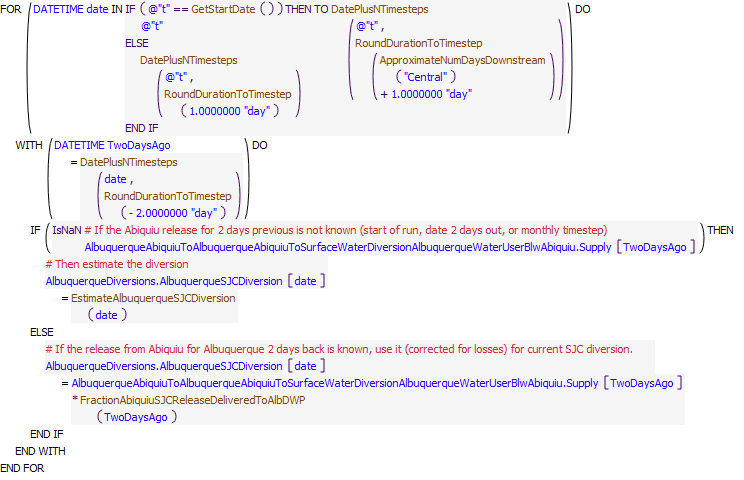 FOR ( DATETIME date IN IF ( @"t" == GetStartDate ( ) ) THEN TO DatePlusNTimesteps ) DO
@"t" ( @"t" ,
ELSE RoundDurationToTimestep
DatePlusNTimesteps ( ApproximateNumDaysDownstream
( @"t" , ( "Central" )
RoundDurationToTimestep + 1.0000000 "day" ) )
( 1.0000000 "day" ) )
END IF
WITH ( DATETIME TwoDaysAgo ) DO
= DatePlusNTimesteps
( date ,
RoundDurationToTimestep
( - 2.0000000 "day" ) )
IF ( IsNaN # If the Abiquiu release for 2 days previous is not known (start of run, date 2 days out, or monthly timestep) ) THEN
AlbuquerqueAbiquiuToAlbuquerqueAbiquiuToSurfaceWaterDiversionAlbuquerqueWaterUserBlwAbiquiu.Supply [ TwoDaysAgo ]
# Then estimate the diversion
AlbuquerqueDiversions.AlbuquerqueSJCDiversion [ date ]
= EstimateAlbuquerqueSJCDiversion
( date )
ELSE
# If the release from Abiquiu for Albuquerque 2 days back is known, use it (corrected for losses) for current SJC diversion.
AlbuquerqueDiversions.AlbuquerqueSJCDiversion [ date ]
= AlbuquerqueAbiquiuToAlbuquerqueAbiquiuToSurfaceWaterDiversionAlbuquerqueWaterUserBlwAbiquiu.Supply [ TwoDaysAgo ]
* FractionAbiquiuSJCReleaseDeliveredToAlbDWP
( TwoDaysAgo )
END IF
END WITH
END FOR